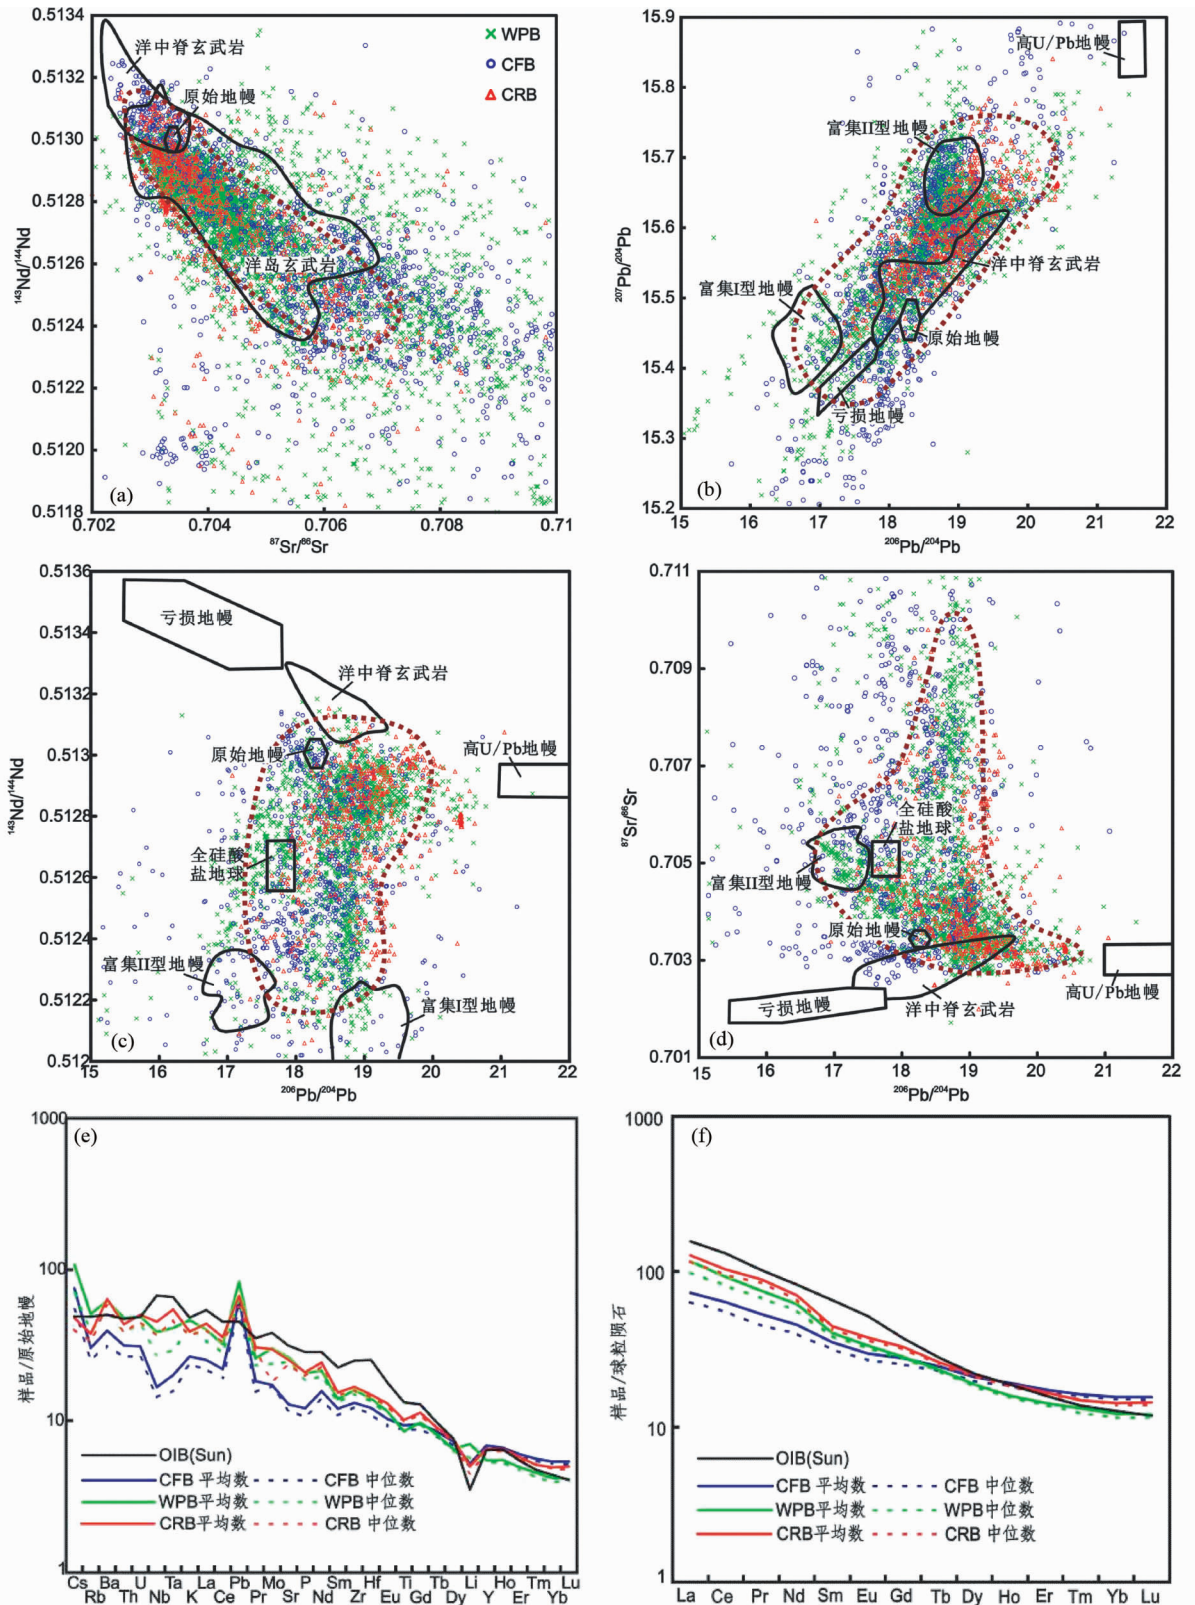 0.5134
0.5132
0.5130
0.5128
0.5126
0.5124
0.5122
0.5120
0.5118
¹⁴³Nd/¹⁴⁴Nd
洋中脊玄武岩
原始地幔
洋岛玄武岩
WPB
CFB
CRB
(a)
0.702
0.704
0.706
0.708
0.71
⁸⁷Sr/⁸⁶Sr
15.9
15.8
15.7
15.6
15.5
15.4
15.3
15.2
²⁰⁷Pb/²⁰⁴Pb
高U/Pb地幔
富集II型地幔
洋中脊玄武岩
富集I型地幔
原始地幔
亏损地幔
(b)
15 16 17 18 19 20 21 22
²⁰⁶Pb/²⁰⁴Pb
0.5136
0.5134
0.5132
0.513
0.5128
0.5126
0.5124
0.5122
0.512
¹⁴³Nd/¹⁴⁴Nd
亏损地幔
洋中脊玄武岩
原始地幔
高U/Pb地幔
全硅酸
盐地球
富集II型地幔
富集I型地幔
(c)
15 16 17 18 19 20 21 22
²⁰⁶Pb/²⁰⁴Pb
0.711
0.709
0.707
0.705
0.703
0.701
⁸⁷Sr/⁸⁶Sr
全硅酸
盐地球
富集II型地幔
原始地幔
高U/Pb地幔
亏损地幔
洋中脊玄武岩
(d)
15 16 17 18 19 20 21 22
²⁰⁶Pb/²⁰⁴Pb
1000
100
10
1
样品/原始地幔
(e)
OIB(Sun)
CFB 平均数 CFB 中位数
WPB平均数 WPB中位数
CRB平均数 CRB 中位数
Cs Ba U Ta La Pb Mo P Sm Hf Ti Tb Li Ho Tm Lu
Rb Th Nb K Ce Pr Sr Nd Zr Eu Gd Dy Y Er Yb
1000
100
10
1
样品/球粒陨石
(f)
OIB(Sun)
CFB 平均数 CFB 中位数
WPB平均数 WPB中位数
CRB平均数 CRB 中位数
La Ce Pr Nd Sm Eu Gd Tb Dy Ho Er Tm Yb Lu